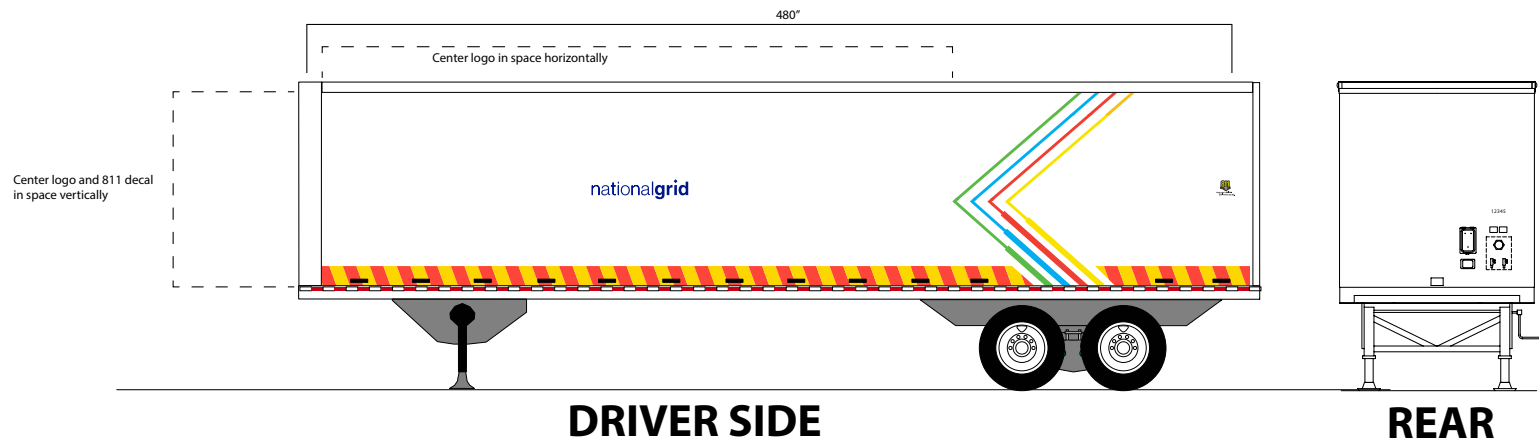 480"
Center logo in space horizontally
Center logo and 811 decal
in space vertically
nationalgrid
12345
DRIVER SIDE
REAR